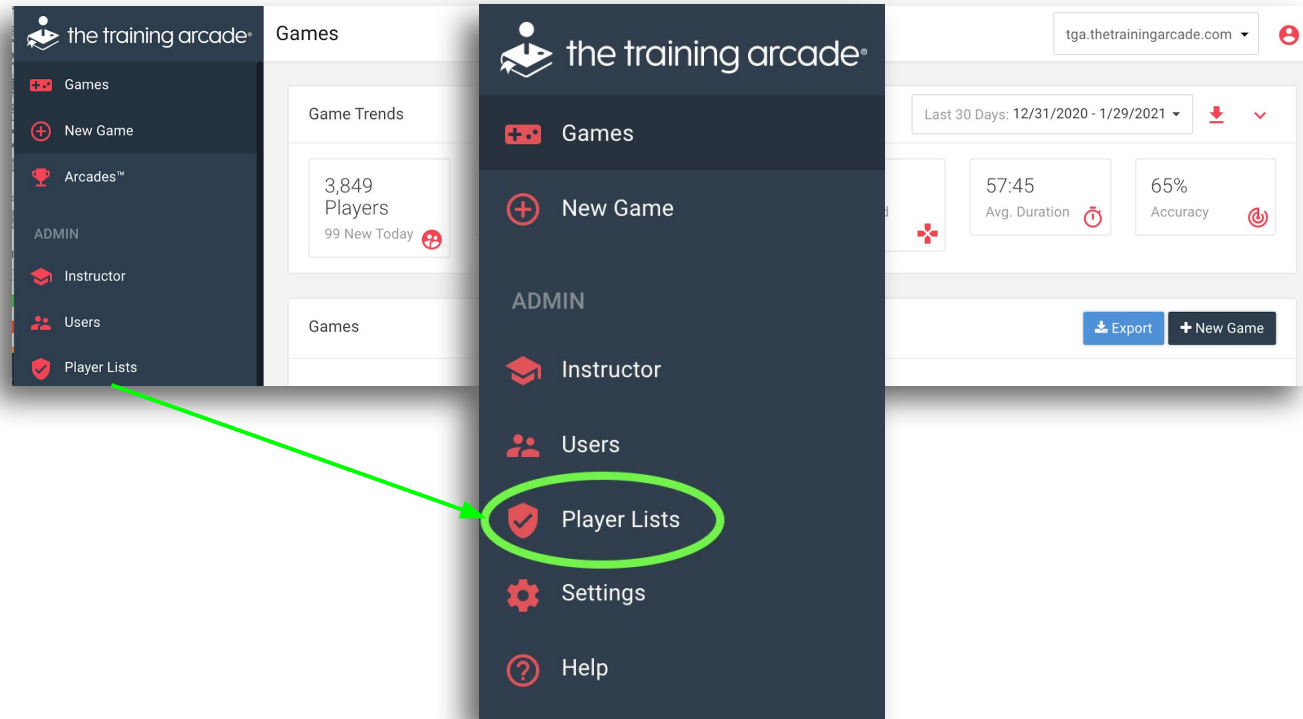 the training arcade®
Games
New Game
Arcades™
ADMIN
Instructor
Users
Player Lists
Games
tga.thetrainingarcade.com
Game Trends
Last 30 Days: 12/31/2020 - 1/29/2021
3,849
Players
99 New Today
57:45
Avg. Duration
65%
Accuracy
Games
Export
New Game
the training arcade®
Games
New Game
ADMIN
Instructor
Users
Player Lists
Settings
Help